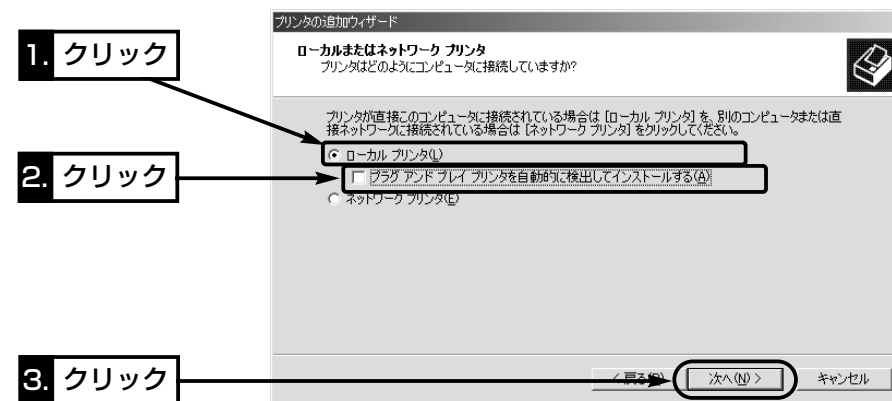 プリンタの追加ウィザード
ローカルまたはネットワーク プリンタ
プリンタはどのようにコンピュータに接続していますか?
プリンタが直接このコンピュータに接続されている場合は [ローカル プリンタ] を、別のコンピュータまたは直
接ネットワークに接続されている場合は [ネットワーク プリンタ] をクリックしてください。
1. クリック
ローカル プリンタ(L)
2. クリック
プラグ アンド プレイ プリンタを自動的に検出してインストールする(A)
ネットワーク プリンタ(E)
3. クリック
< 戻る(B)
次へ(N) >
キャンセル